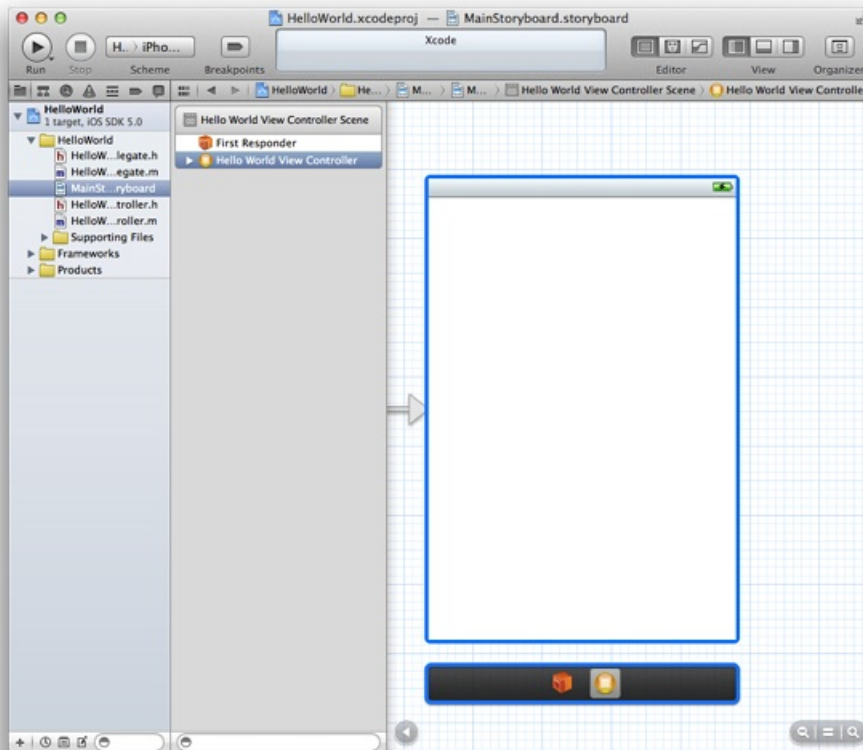 HelloWorld.xcodeproj — MainStoryboard.storyboard
H.. › iPho...
Xcode
Run Stop Scheme Breakpoints Editor View Organizer
HelloWorld › He... › M... › M... › Hello World View Controller Scene › Hello World View Controlle
HelloWorld
1 target, iOS SDK 5.0
HelloWorld
h HelloW...legate.h
m HelloW...egate.m
MainSt...ryboard
h HelloW...troller.h
m HelloW...roller.m
Supporting Files
Frameworks
Products
Hello World View Controller Scene
First Responder
Hello World View Controller